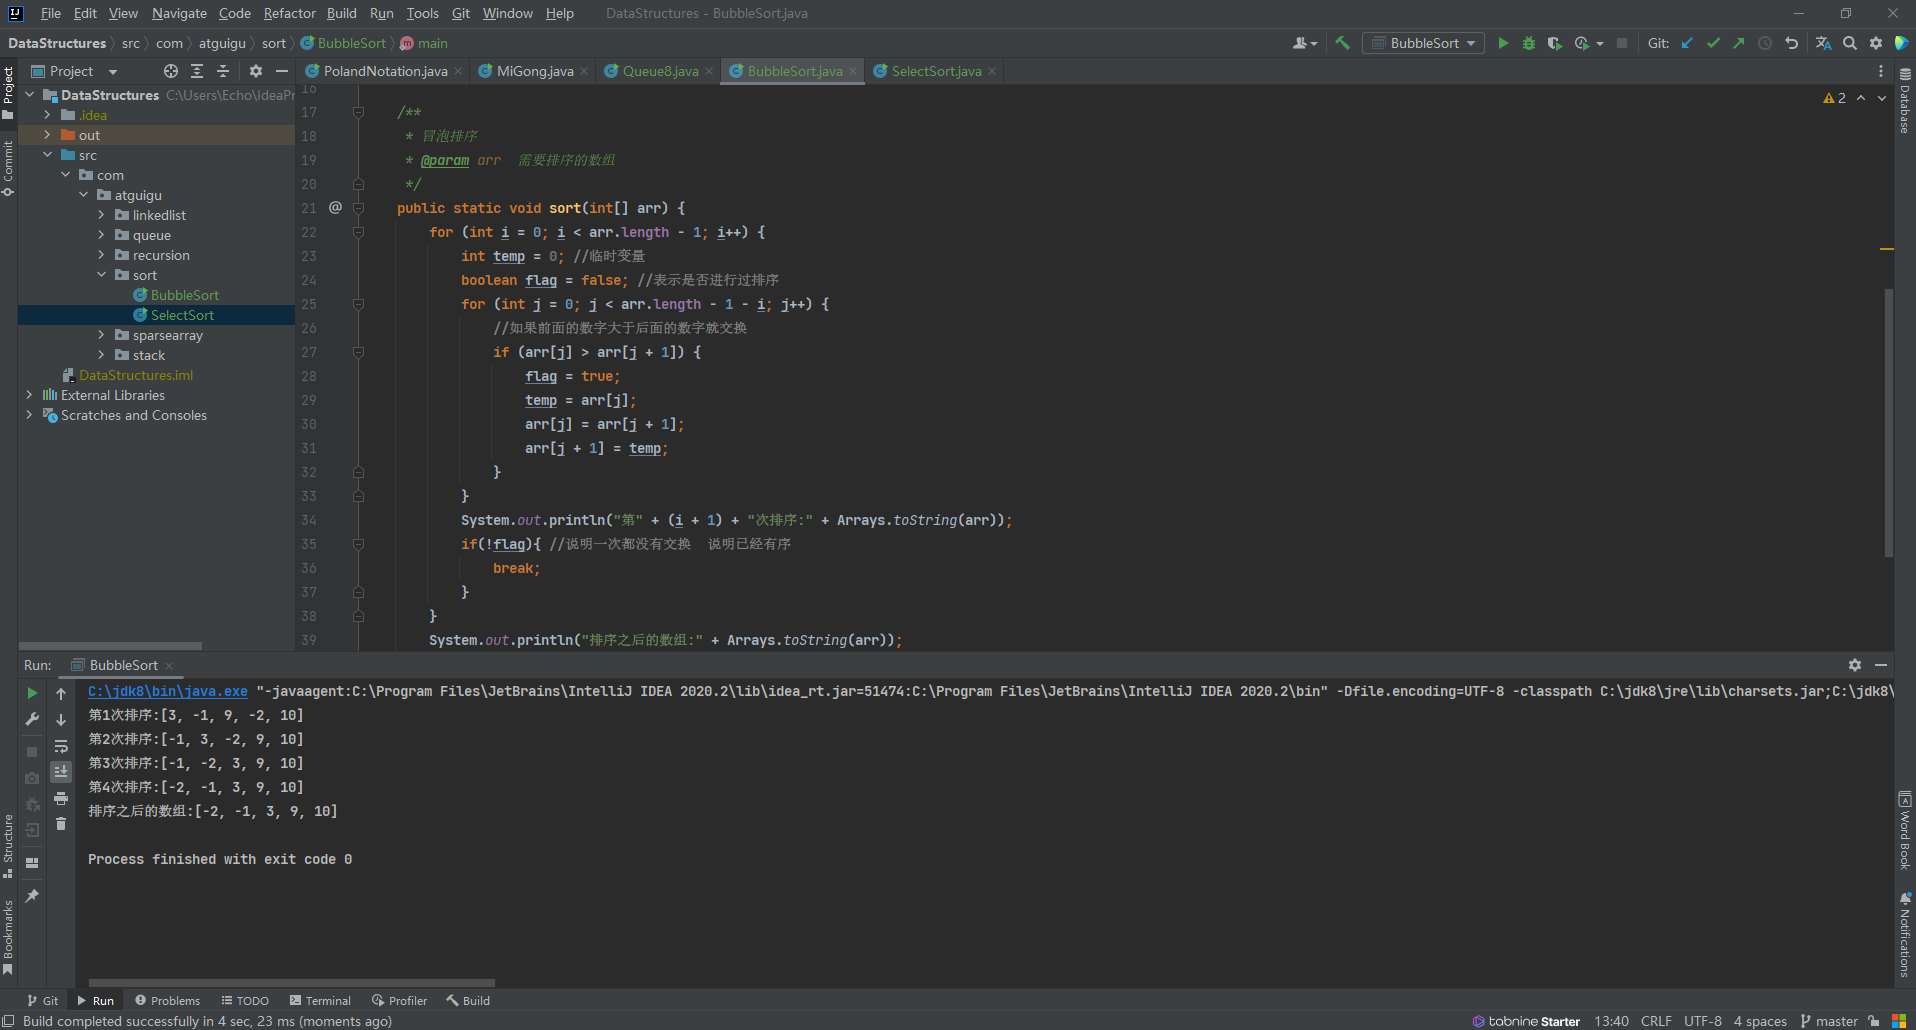 File Edit View Navigate Code Refactor Build Run Tools Git Window Help DataStructures - BubbleSort.java
DataStructures src com atguigu sort BubbleSort main
BubbleSort
Git:
Project
PolandNotation.java
MiGong.java
Queue8.java
BubbleSort.java
SelectSort.java
DataStructures C:\Users\Echo\IdeaPr
.idea
out
src
com
atguigu
linkedlist
queue
recursion
sort
BubbleSort
SelectSort
sparsearray
stack
DataStructures.iml
External Libraries
Scratches and Consoles
2
16
17 /**
18 * 冒泡排序
19 * @param arr 需要排序的数组
20 */
21 @ public static void sort(int[] arr) {
22 for (int i = 0; i < arr.length - 1; i++) {
23 int temp = 0; //临时变量
24 boolean flag = false; //表示是否进行过排序
25 for (int j = 0; j < arr.length - 1 - i; j++) {
26 //如果前面的数字大于后面的数字就交换
27 if (arr[j] > arr[j + 1]) {
28 flag = true;
29 temp = arr[j];
30 arr[j] = arr[j + 1];
31 arr[j + 1] = temp;
32 }
33 }
34 System.out.println("第" + (i + 1) + "次排序:" + Arrays.toString(arr));
35 if(!flag){ //说明一次都没有交换 说明已经有序
36 break;
37 }
38 }
39 System.out.println("排序之后的数组:" + Arrays.toString(arr));
Run: BubbleSort
C:\jdk8\bin\java.exe "-javaagent:C:\Program Files\JetBrains\IntelliJ IDEA 2020.2\lib\idea_rt.jar=51474:C:\Program Files\JetBrains\IntelliJ IDEA 2020.2\bin" -Dfile.encoding=UTF-8 -classpath C:\jdk8\jre\lib\charsets.jar;C:\jdk8\
第1次排序:[3, -1, 9, -2, 10]
第2次排序:[-1, 3, -2, 9, 10]
第3次排序:[-1, -2, 3, 9, 10]
第4次排序:[-2, -1, 3, 9, 10]
排序之后的数组:[-2, -1, 3, 9, 10]
Process finished with exit code 0
Project
Commit
Structure
Bookmarks
Database
Word Book
Notifications
Git Run Problems TODO Terminal Profiler Build
Build completed successfully in 4 sec, 23 ms (moments ago)
tabnine Starter 13:40 CRLF UTF-8 4 spaces master